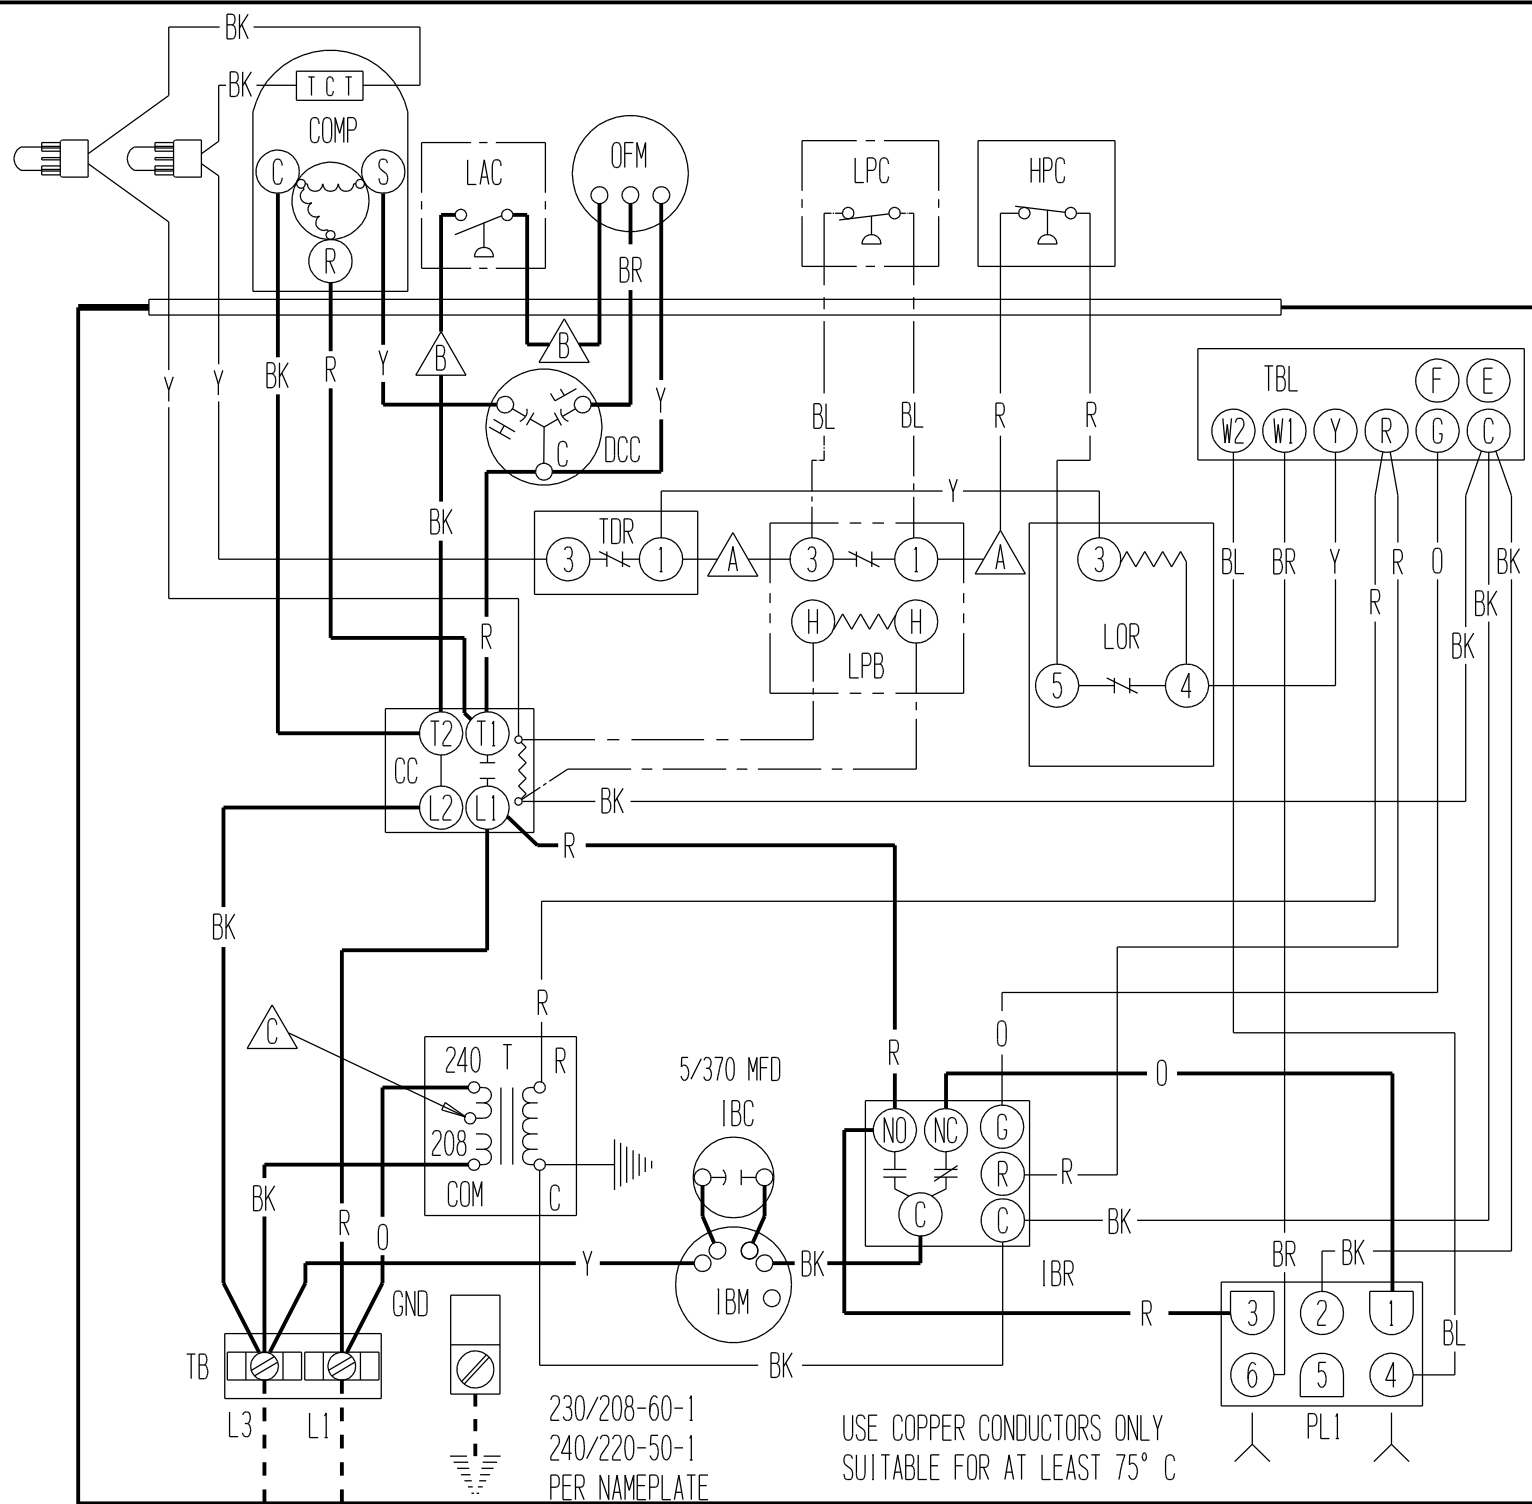 BK
BK
T C T
COMP
C
S
R
LAC
OFM
LPC
HPC
BR
B
B
Y
Y
BK
R
Y
Y
H
F
C
DCC
BL
BL
R
R
TBL
F
E
W2
W1
Y
R
G
C
BK
Y
TDR
3
1
A
3
1
A
3
BL
BR
Y
R
O
BK
R
BK
BK
R
H
H
LPB
LOR
5
4
T2
T1
CC
L2
L1
BK
R
BK
C
R
R
O
240
T
R
208
COM
C
5/370 MFD
IBC
O
NO
NC
G
R
R
C
C
BK
BK
R
O
Y
BK
IBM
IBR
BR
BK
GND
R
3
2
1
BL
TB
BK
6
5
4
L3
L1
PL1
230/208-60-1
240/220-50-1
PER NAMEPLATE
USE COPPER CONDUCTORS ONLY
SUITABLE FOR AT LEAST 75° C